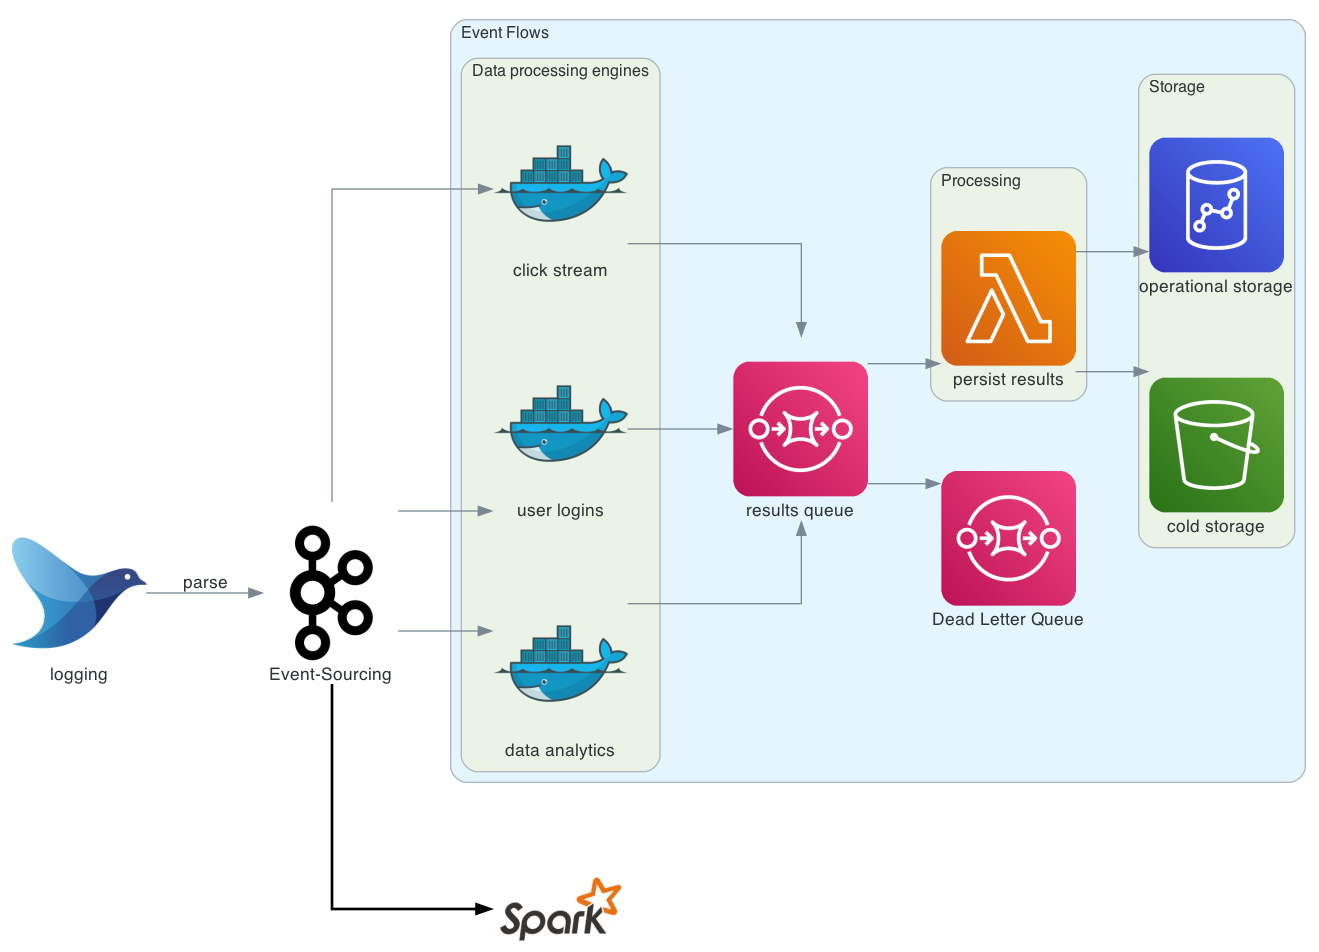 Event Flows
Data processing engines
click stream
user logins
data analytics
results queue
Processing
persist results
Dead Letter Queue
Storage
operational storage
cold storage
parse
logging
Event-Sourcing
Spark